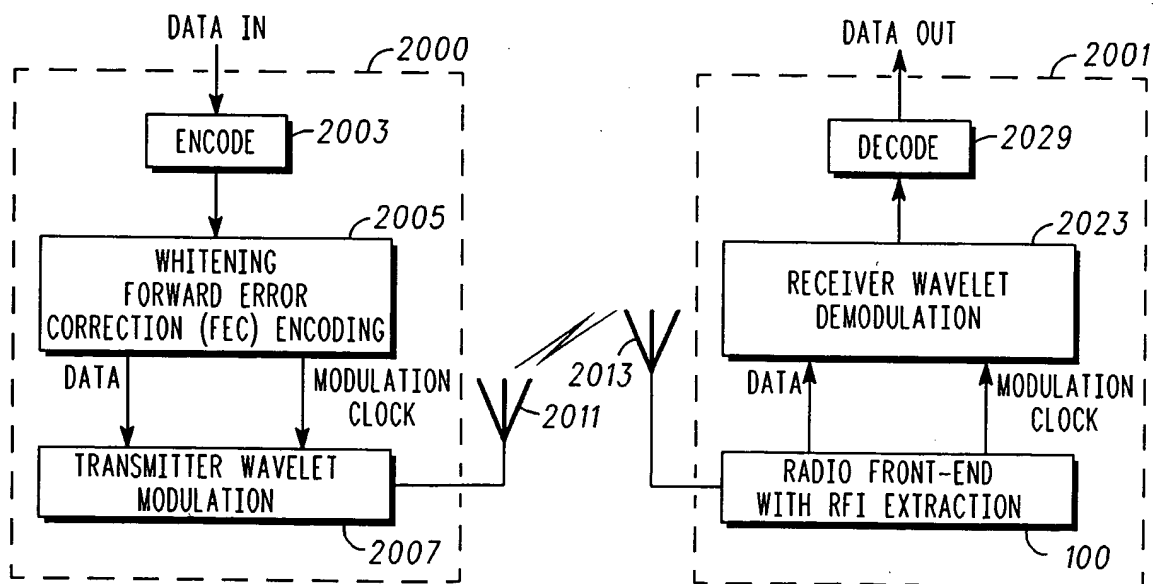 DATA IN
2000
ENCODE
2003
2005
WHITENING
FORWARD ERROR
CORRECTION (FEC) ENCODING
DATA
MODULATION
CLOCK
TRANSMITTER WAVELET
MODULATION
2007
2011
DATA OUT
2001
DECODE
2029
2023
RECEIVER WAVELET
DEMODULATION
2013
DATA
MODULATION
CLOCK
RADIO FRONT-END
WITH RFI EXTRACTION
100